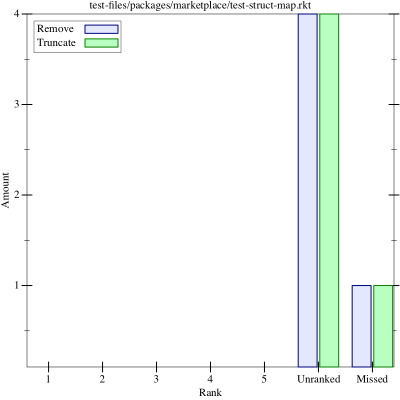 test-files/packages/marketplace/test-struct-map.rkt
Remove
Truncate
4
3
2
1
Amount
1 2 3 4 5 Unranked Missed
Rank